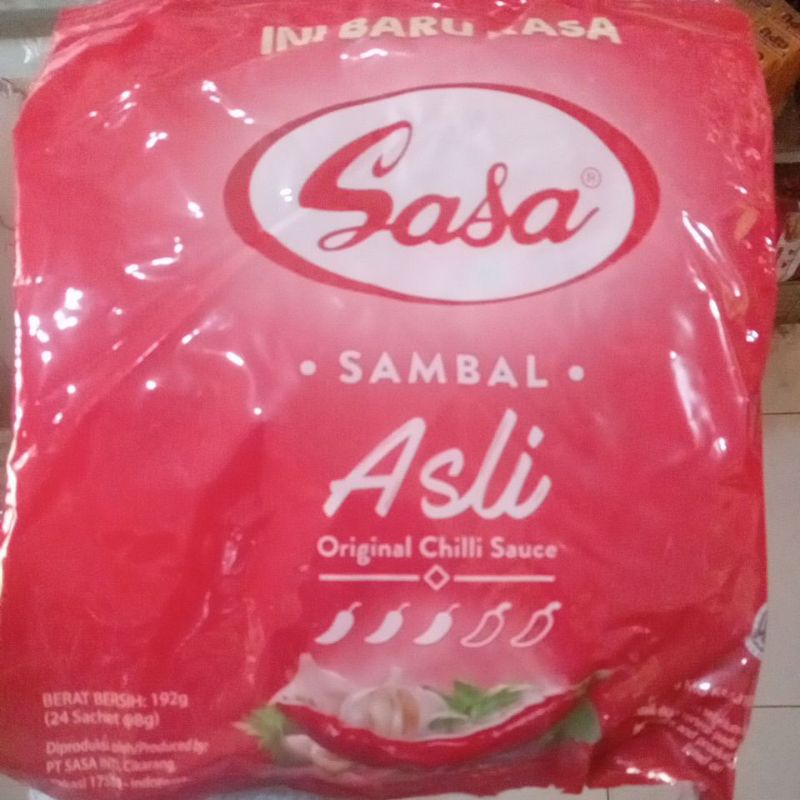 INI BARU RASA
Sasa®
• SAMBAL •
Asli
Original Chilli Sauce
BERAT BERSIH: 192g
(24 Sachet @8g)
Diproduksi oleh/Produced by:
PT SASA INTI, Cikarang,
- Indonesia